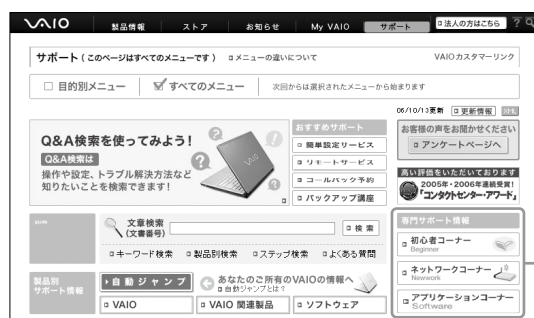 VAIO
製品情報 ストア お知らせ My VAIO サポート 法人の方はこちら ?
サポート ( このページはすべてのメニューです ) メニューの違いについて VAIOカスタマーリンク
目的別メニュー すべてのメニュー 次回からは選択されたメニューから始まります
06/10/13更新 更新情報 XML
Q&A検索を使ってみよう!
Q&A検索は
操作や設定、トラブル解決方法など
知りたいことを検索できます!
VAIO
おすすめサポート
簡単設定サービス
リモートサービス
コールバック予約
バックアップ講座
お客様の声をお聞かせください
アンケートページへ
高い評価をいただいております
2005年・2006年連続受賞!
「コンタクトセンター・アワード」
文章検索
(文書番号)
検 索
キーワード検索 製品別検索 ステップ検索 よくある質問
製品別
サポート情報
自動ジャンプ
あなたのご所有のVAIOの情報へ
自動ジャンプとは?
VAIO VAIO 関連製品 ソフトウェア
専門サポート情報
初心者コーナー
Beginner
ネットワークコーナー
Newwork
アプリケーションコーナー
Software